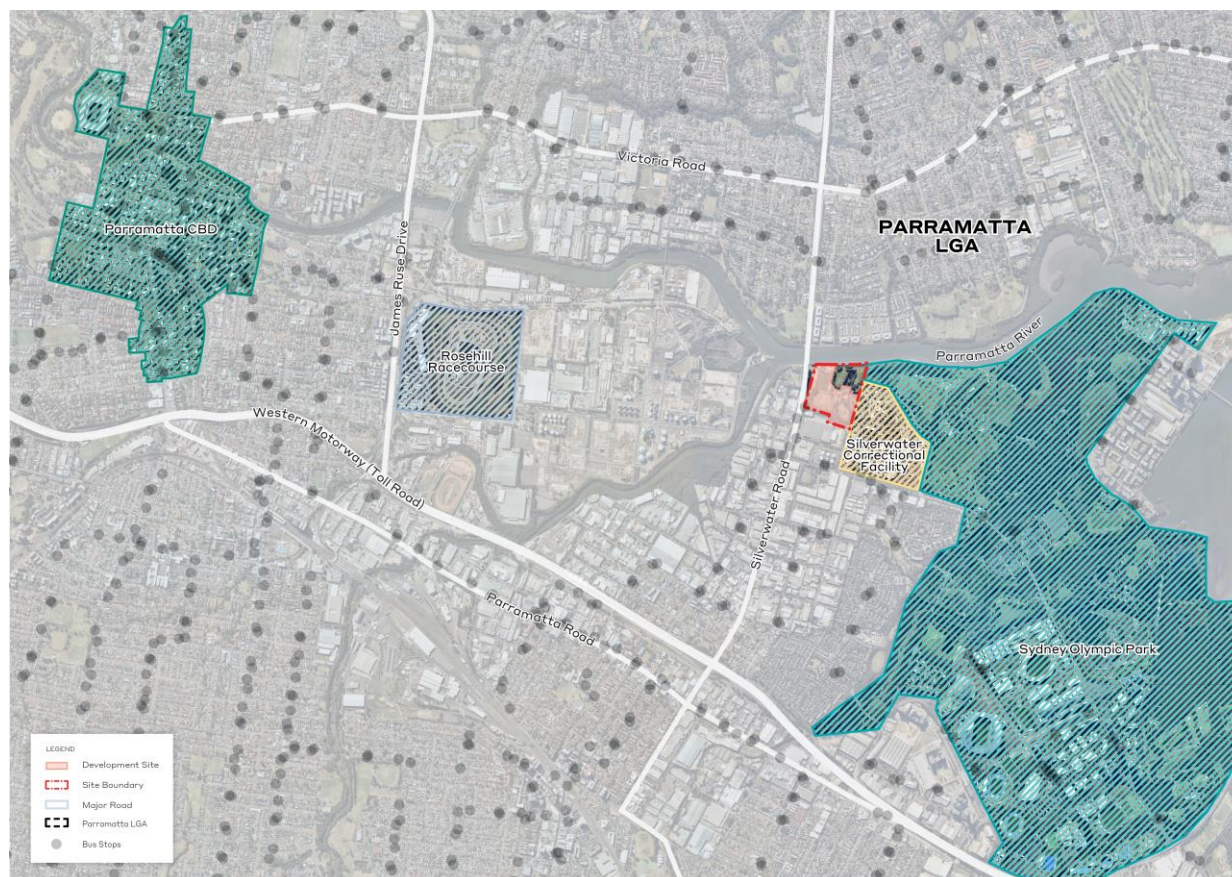 Victoria Road
PARRAMATTA
LGA
Parramatta CBD
James Ruse Drive
Parramatta River
Rosehill
Racecourse
Western Motorway (Toll Road)
Silverwater
Correctional
Facility
Silverwater Road
Parramatta Road
Sydney Olympic Park
LEGEND
Development Site
Site Boundary
Major Road
Parramatta LGA
Bus Stops